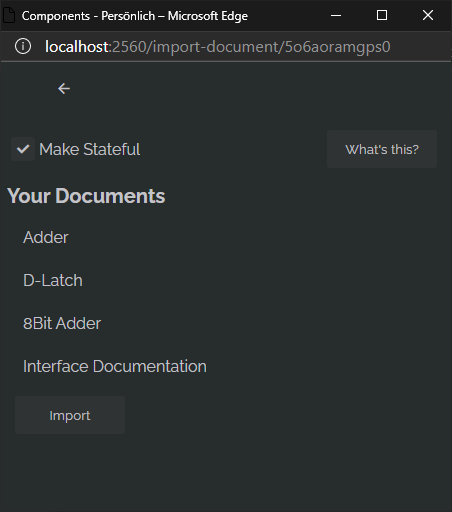 Components - Persönlich – Microsoft Edge
localhost:2560/import-document/5o6aoramgps0
Make Stateful
What's this?
Your Documents
Adder
D-Latch
8Bit Adder
Interface Documentation
Import